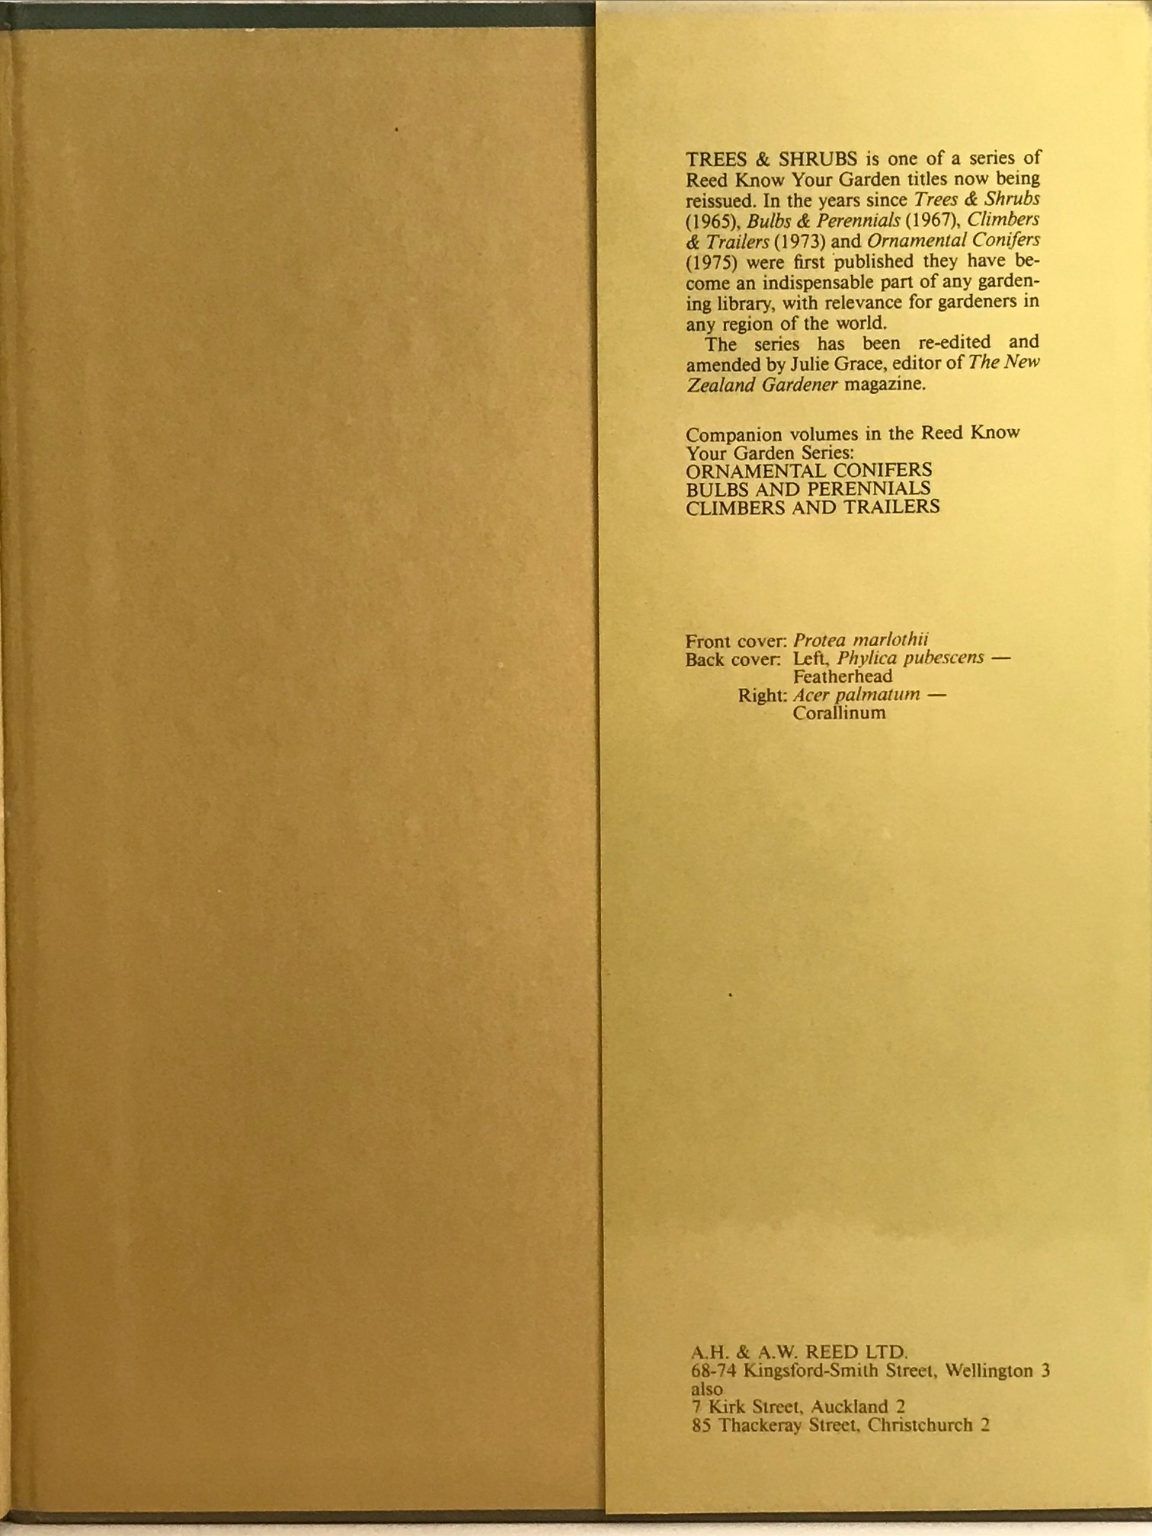 TREES & SHRUBS is one of a series of
Reed Know Your Garden titles now being
reissued. In the years since Trees & Shrubs
(1965), Bulbs & Perennials (1967), Climbers
& Trailers (1973) and Ornamental Conifers
(1975) were first published they have be-
come an indispensable part of any garden-
ing library, with relevance for gardeners in
any region of the world.
The series has been re-edited and
amended by Julie Grace, editor of The New
Zealand Gardener magazine.
Companion volumes in the Reed Know
Your Garden Series:
ORNAMENTAL CONIFERS
BULBS AND PERENNIALS
CLIMBERS AND TRAILERS
Front cover: Protea marlothii
Back cover: Left, Phylica pubescens —
Featherhead
Right: Acer palmatum —
Corallinum
A.H. & A.W. REED LTD.
68-74 Kingsford-Smith Street, Wellington 3
also
7 Kirk Street, Auckland 2
85 Thackeray Street, Christchurch 2